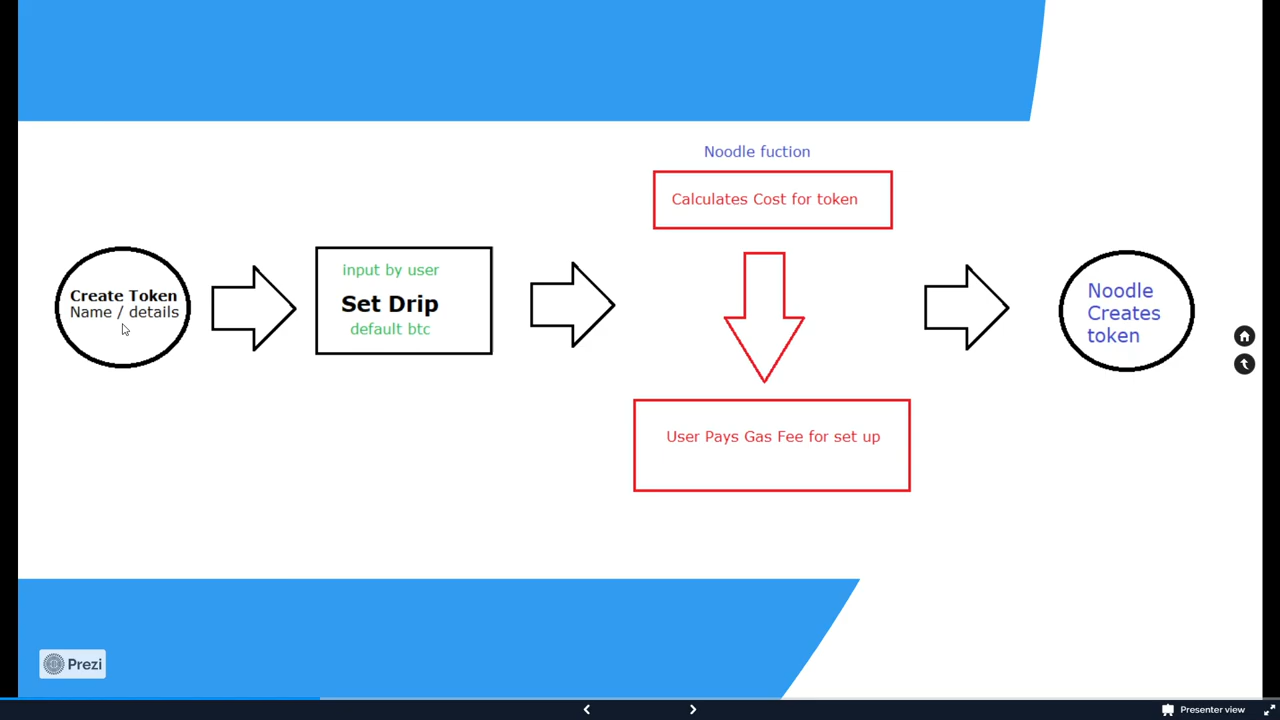 Noodle fuction
Calculates Cost for token
Create Token
Name / details
input by user
Set Drip
default btc
User Pays Gas Fee for set up
Noodle
Creates
token
Prezi
Presenter view